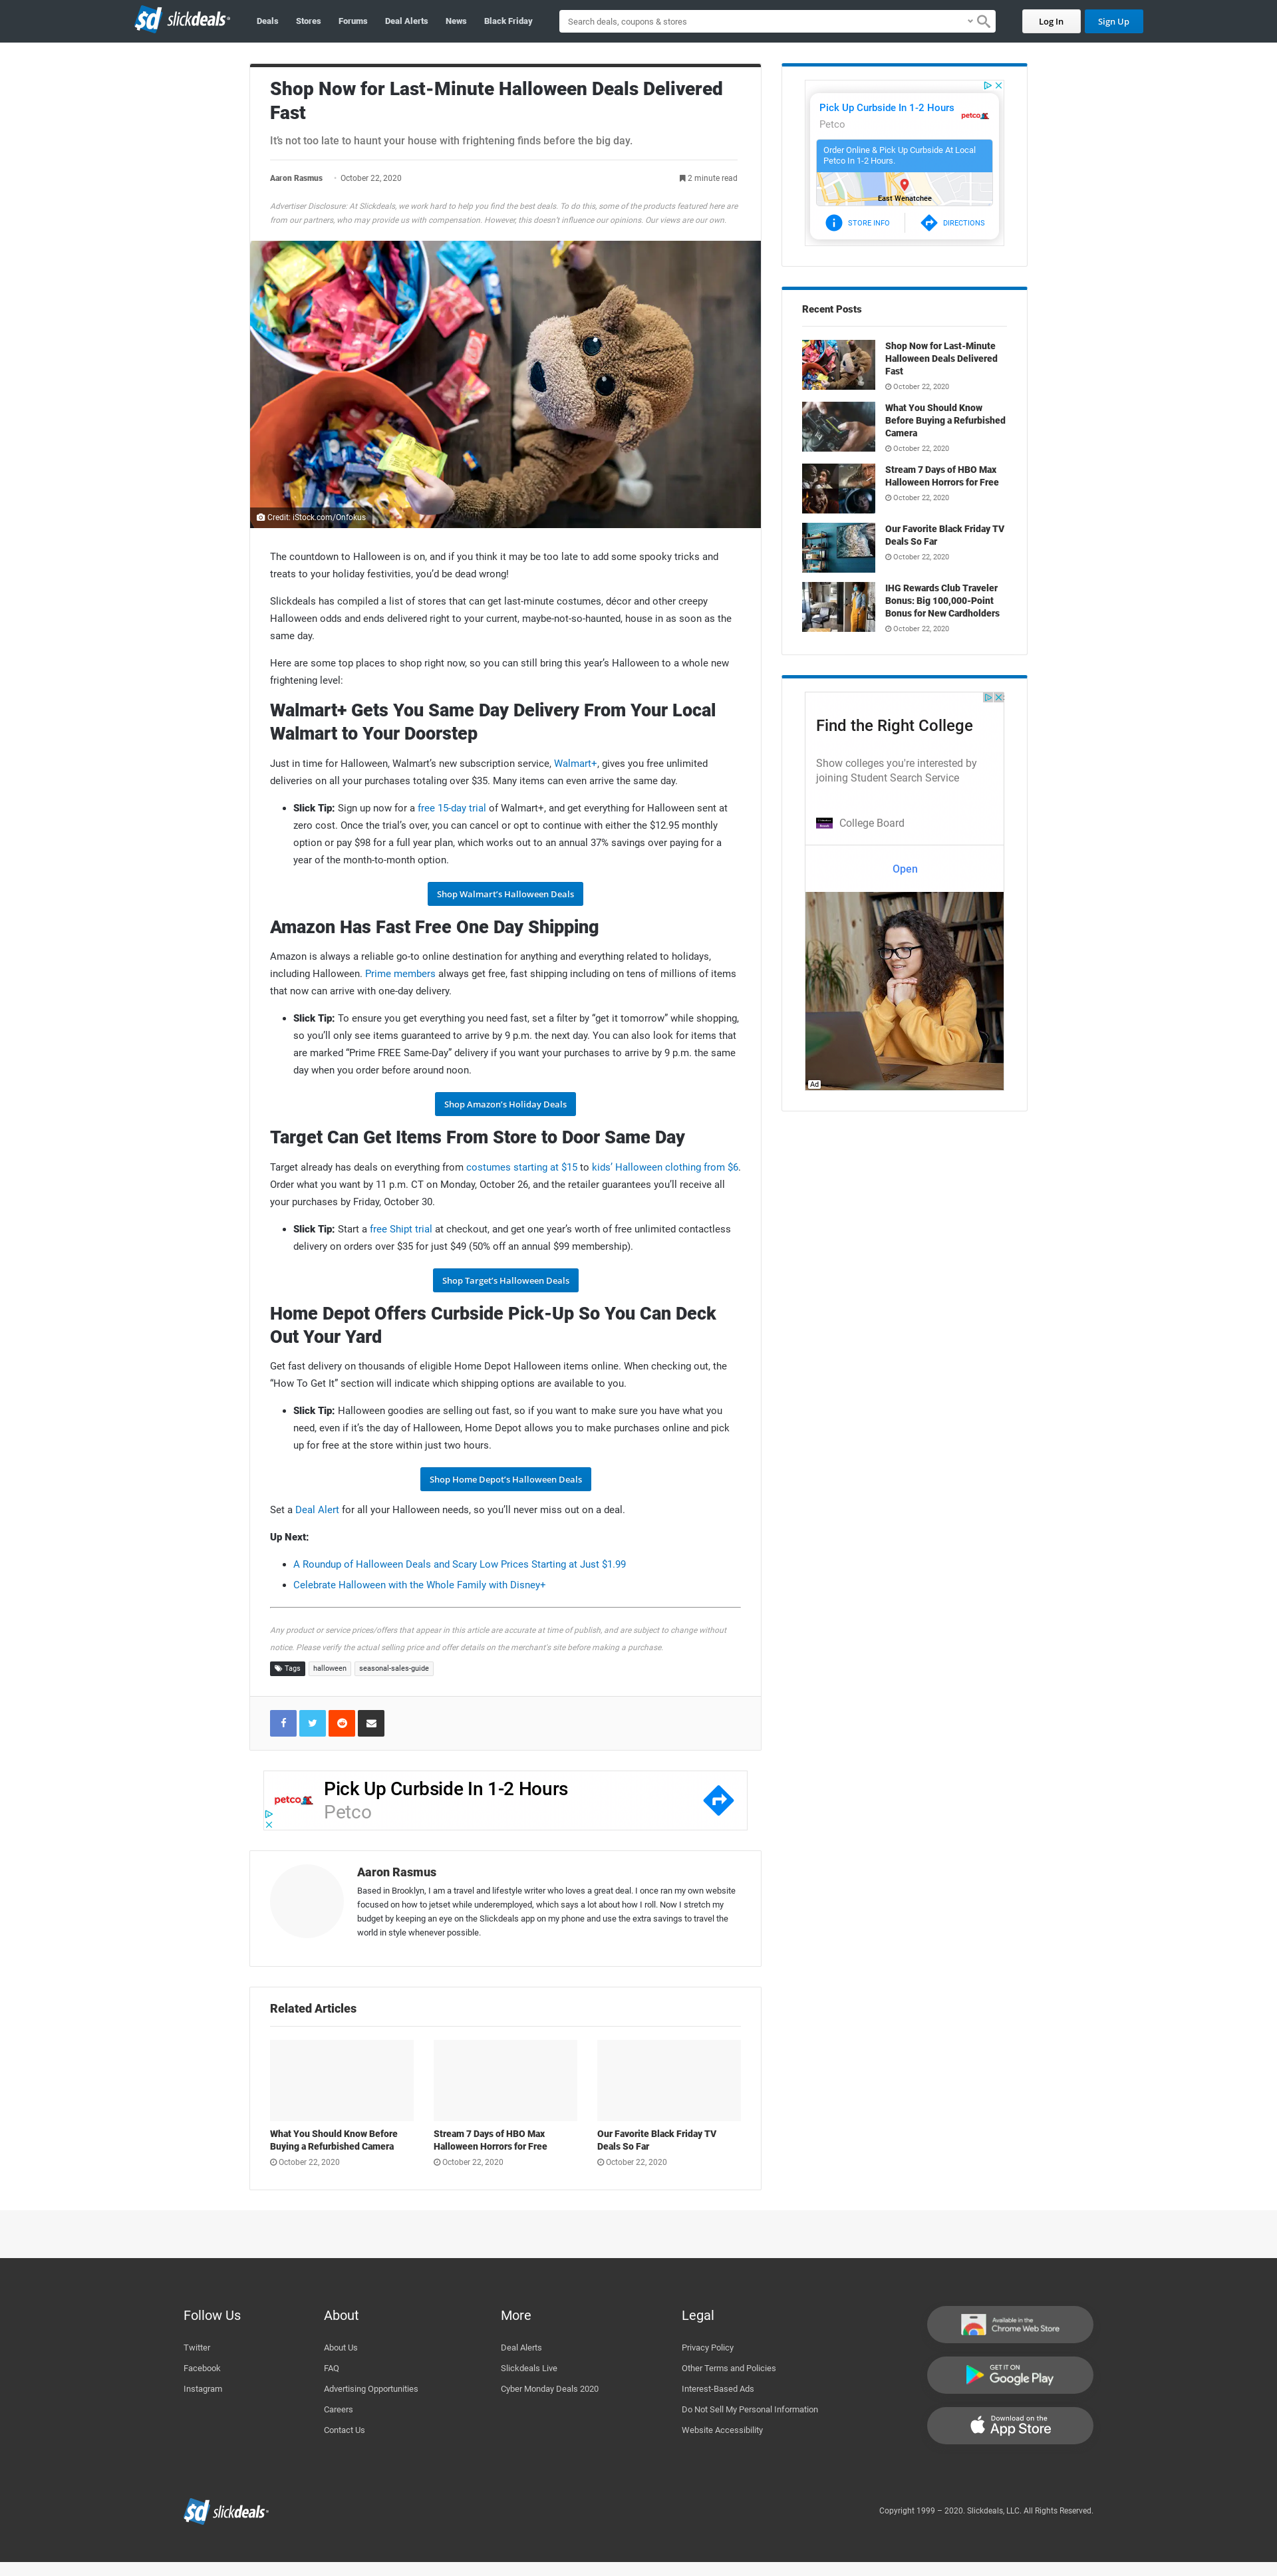 slickdeals
Deals
Stores
Forums
Deal Alerts
News
Black Friday
Search deals, coupons & stores
Log In
Sign Up
Shop Now for Last-Minute Halloween Deals Delivered
Fast
It’s not too late to haunt your house with frightening finds before the big day.
Aaron Rasmus - October 22, 2020
2 minute read
Advertiser Disclosure: At Slickdeals, we work hard to help you find the best deals. To do this, some of the products featured here are
from our partners, who may provide us with compensation. However, this doesn’t influence our opinions. Our views are our own.
Credit: iStock.com/Onfokus
The countdown to Halloween is on, and if you think it may be too late to add some spooky tricks and
treats to your holiday festivities, you’d be dead wrong!
Slickdeals has compiled a list of stores that can get last-minute costumes, décor and other creepy
Halloween odds and ends delivered right to your current, maybe-not-so-haunted, house in as soon as the
same day.
Here are some top places to shop right now, so you can still bring this year’s Halloween to a whole new
frightening level:
Walmart+ Gets You Same Day Delivery From Your Local
Walmart to Your Doorstep
Just in time for Halloween, Walmart’s new subscription service, Walmart+, gives you free unlimited
deliveries on all your purchases totaling over $35. Many items can even arrive the same day.
• Slick Tip: Sign up now for a free 15-day trial of Walmart+, and get everything for Halloween sent at
zero cost. Once the trial’s over, you can cancel or opt to continue with either the $12.95 monthly
option or pay $98 for a full year plan, which works out to an annual 37% savings over paying for a
year of the month-to-month option.
Shop Walmart’s Halloween Deals
Amazon Has Fast Free One Day Shipping
Amazon is always a reliable go-to online destination for anything and everything related to holidays,
including Halloween. Prime members always get free, fast shipping including on tens of millions of items
that now can arrive with one-day delivery.
• Slick Tip: To ensure you get everything you need fast, set a filter by “get it tomorrow” while shopping,
so you’ll only see items guaranteed to arrive by 9 p.m. the next day. You can also look for items that
are marked “Prime FREE Same-Day” delivery if you want your purchases to arrive by 9 p.m. the same
day when you order before around noon.
Shop Amazon’s Holiday Deals
Target Can Get Items From Store to Door Same Day
Target already has deals on everything from costumes starting at $15 to kids’ Halloween clothing from $6.
Order what you want by 11 p.m. CT on Monday, October 26, and the retailer guarantees you’ll receive all
your purchases by Friday, October 30.
• Slick Tip: Start a free Shipt trial at checkout, and get one year’s worth of free unlimited contactless
delivery on orders over $35 for just $49 (50% off an annual $99 membership).
Shop Target’s Halloween Deals
Home Depot Offers Curbside Pick-Up So You Can Deck
Out Your Yard
Get fast delivery on thousands of eligible Home Depot Halloween items online. When checking out, the
“How To Get It” section will indicate which shipping options are available to you.
• Slick Tip: Halloween goodies are selling out fast, so if you want to make sure you have what you
need, even if it’s the day of Halloween, Home Depot allows you to make purchases online and pick
up for free at the store within just two hours.
Shop Home Depot’s Halloween Deals
Set a Deal Alert for all your Halloween needs, so you’ll never miss out on a deal.
Up Next:
• A Roundup of Halloween Deals and Scary Low Prices Starting at Just $1.99
• Celebrate Halloween with the Whole Family with Disney+
Any product or service prices/offers that appear in this article are accurate at time of publish, and are subject to change without
notice. Please verify the actual selling price and offer details on the merchant’s site before making a purchase.
Tags
halloween
seasonal-sales-guide
petco
Pick Up Curbside In 1-2 Hours
Petco
Aaron Rasmus
Based in Brooklyn, I am a travel and lifestyle writer who loves a great deal. I once ran my own website
focused on how to jetset while underemployed, which says a lot about how I roll. Now I stretch my
budget by keeping an eye on the Slickdeals app on my phone and use the extra savings to travel the
world in style whenever possible.
Related Articles
What You Should Know Before
Buying a Refurbished Camera
October 22, 2020
Stream 7 Days of HBO Max
Halloween Horrors for Free
October 22, 2020
Our Favorite Black Friday TV
Deals So Far
October 22, 2020
Pick Up Curbside In 1-2 Hours
Petco
petco
Order Online & Pick Up Curbside At Local
Petco In 1-2 Hours.
East Wenatchee
STORE INFO
DIRECTIONS
Recent Posts
Shop Now for Last-Minute
Halloween Deals Delivered
Fast
October 22, 2020
What You Should Know
Before Buying a Refurbished
Camera
October 22, 2020
Stream 7 Days of HBO Max
Halloween Horrors for Free
October 22, 2020
Our Favorite Black Friday TV
Deals So Far
October 22, 2020
IHG Rewards Club Traveler
Bonus: Big 100,000-Point
Bonus for New Cardholders
October 22, 2020
Find the Right College
Show colleges you're interested by
joining Student Search Service
College Board
Open
Ad
Follow Us
Twitter
Facebook
Instagram
About
About Us
FAQ
Advertising Opportunities
Careers
Contact Us
More
Deal Alerts
Slickdeals Live
Cyber Monday Deals 2020
Legal
Privacy Policy
Other Terms and Policies
Interest-Based Ads
Do Not Sell My Personal Information
Website Accessibility
Available in the
Chrome Web Store
GET IT ON
Google Play
Download on the
App Store
slickdeals
Copyright 1999 – 2020. Slickdeals, LLC. All Rights Reserved.